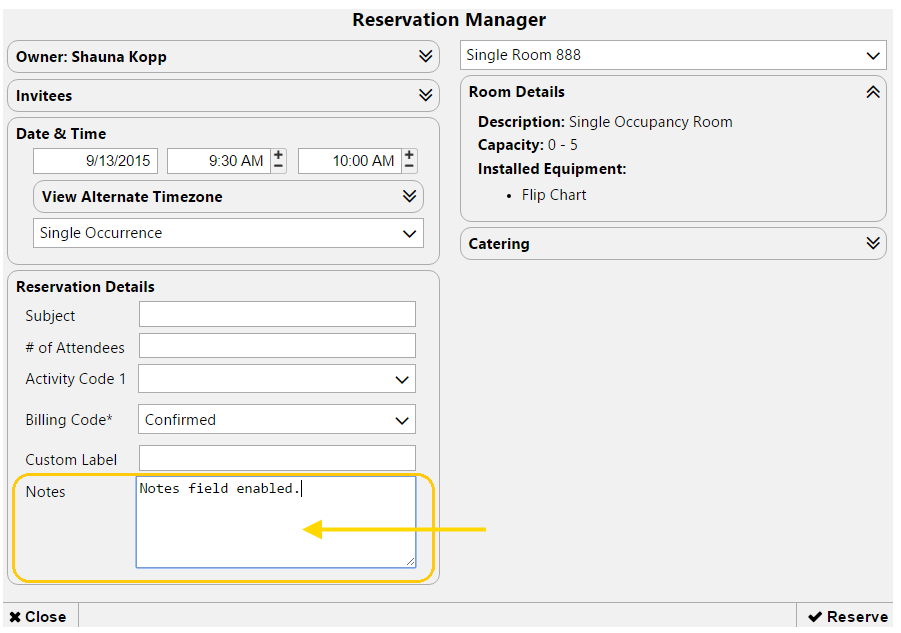 Reservation Manager
Owner: Shauna Kopp
Invitees
Date & Time
9/13/2015 9:30 AM 10:00 AM
View Alternate Timezone
Single Occurrence
Reservation Details
Subject
# of Attendees
Activity Code 1
Billing Code* Confirmed
Custom Label
Notes Notes field enabled.
Single Room 888
Room Details
Description: Single Occupancy Room
Capacity: 0 - 5
Installed Equipment:
• Flip Chart
Catering
Close
Reserve